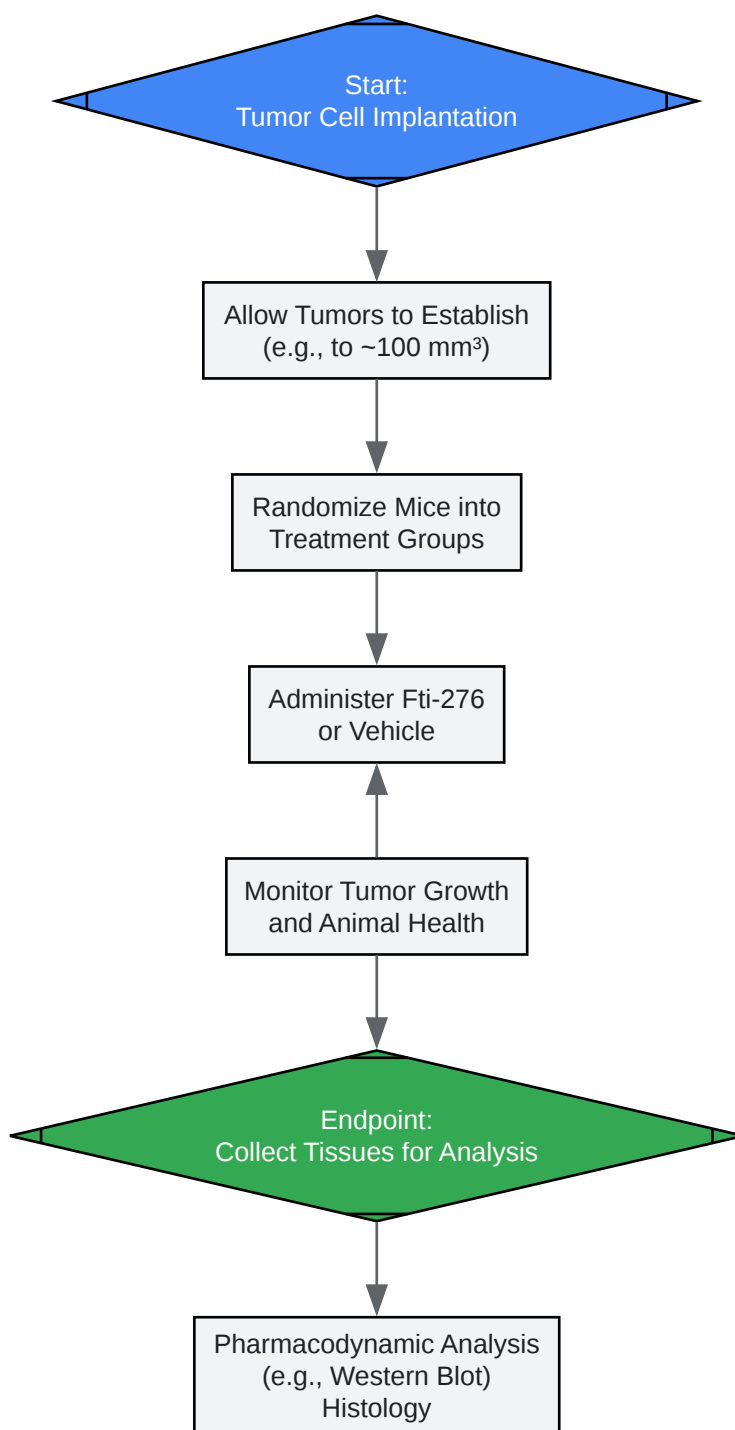 Start:
Tumor Cell Implantation
Allow Tumors to Establish
(e.g., to ~100 mm³)
Randomize Mice into
Treatment Groups
Administer Fti-276
or Vehicle
Monitor Tumor Growth
and Animal Health
Endpoint:
Collect Tissues for Analysis
Pharmacodynamic Analysis
(e.g., Western Blot)
Histology